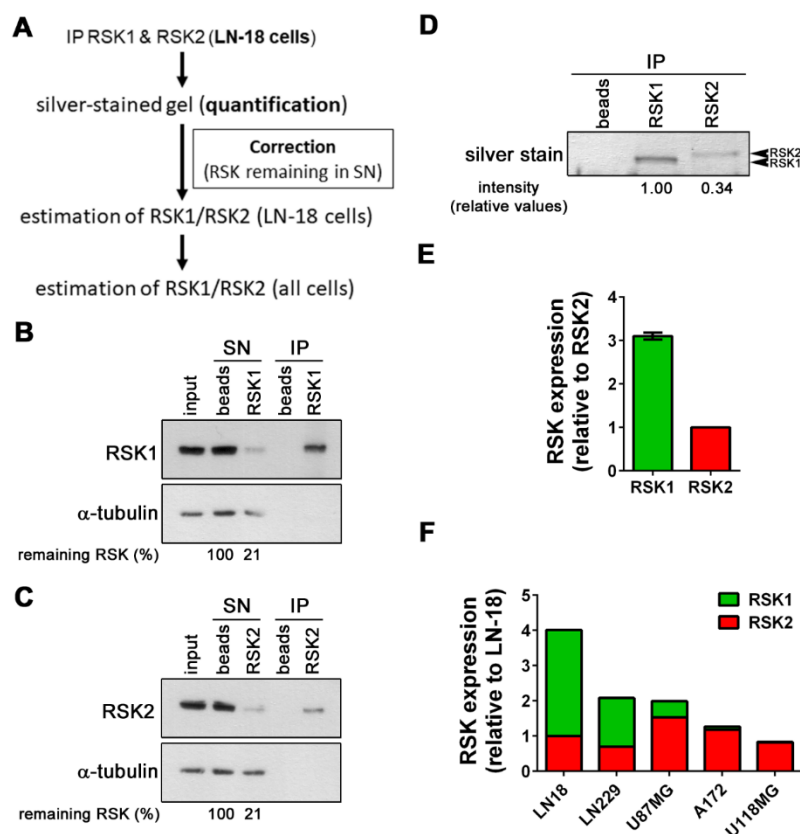 A
IP RSK1 & RSK2 (LN-18 cells)
silver-stained gel (quantification)
Correction
(RSK remaining in SN)
estimation of RSK1/RSK2 (LN-18 cells)
estimation of RSK1/RSK2 (all cells)
B
SN IP
input beads RSK1 beads RSK1
RSK1
α-tubulin
remaining RSK (%) 100 21
C
SN IP
input beads RSK2 beads RSK2
RSK2
α-tubulin
remaining RSK (%) 100 21
D
IP
beads RSK1 RSK2
silver stain
RSK2
RSK1
intensity
(relative values)
1.00 0.34
E
RSK expression
(relative to RSK2)
4
3
2
1
0
RSK1 RSK2
F
RSK expression
(relative to LN-18)
5
4
3
2
1
0
RSK1
RSK2
LN18 LN229 U87MG A172 U118MG